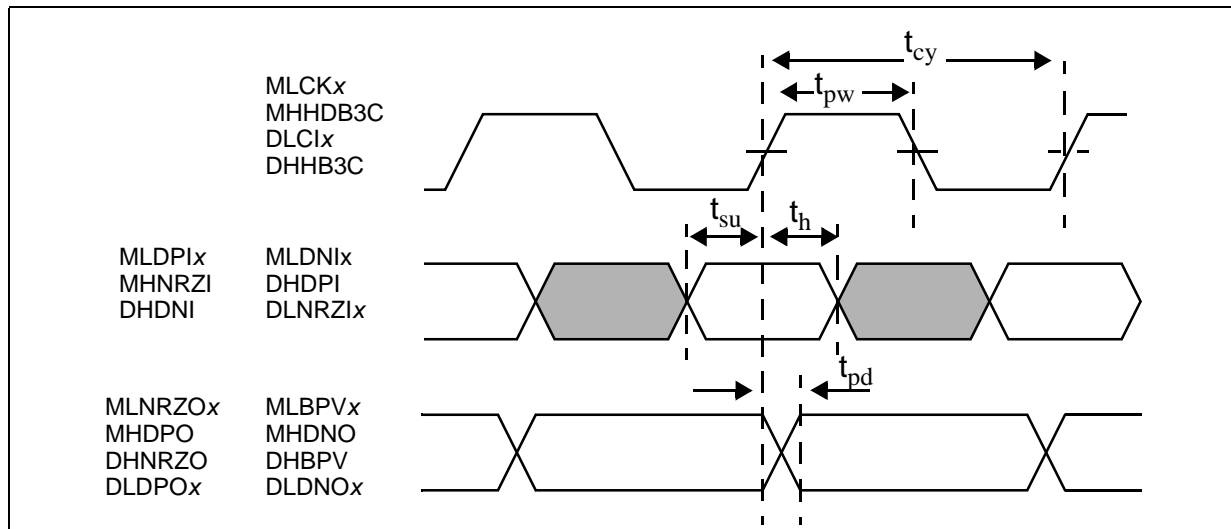 t_cy
MLCKx
t_pw
MHHDB3C
DLCIx
DHHB3C
t_su t_h
MLDPIx MLDNIx
MHNRZI DHDPI
DHDNI DLNRZIx
t_pd
MLNRZOx MLBPVx
MHDPO MHDNO
DHNRZO DHBPV
DLDPOx DLDNOx